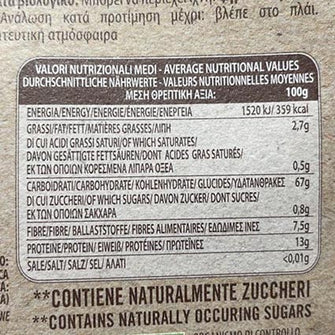 βιολογικό.
Ανάλωση κατά προτίμηση μέχρι: βλέπε στο πλάι.
ατμόσφαιρα
VALORI NUTRIZIONALI MEDI - AVERAGE NUTRITIONAL VALUES
DURCHSCHNITTLICHE NÄHRWERTE - VALEURS NUTRITIONNELLES MOYENNES
ΜΕΣΗ ΘΡΕΠΤΙΚΗ ΑΞΙΑ: 100g
ENERGIA/ENERGY/ENERGIE/ÉNERGIE/ΕΝΕΡΓΕΙΑ 1520 kJ/ 359 kcal
GRASSI/FAT/FETT/MATIÈRES GRASSES/ΛΙΠΗ 2,7g
DI CUI ACIDI GRASSI SATURI/OF WHICH SATURATES/
DAVON GESÄTTIGTE FETTSÄUREN/DONT ACIDES GRAS SATURÉS/
ΕΚ ΤΩΝ ΟΠΟΙΩΝ ΚΟΡΕΣΜΕΝΑ ΛΙΠΑΡΑ ΟΞΕΑ 0,5g
CARBOIDRATI/CARBOHYDRATE/ KOHLENHYDRATE/ GLUCIDES/ΥΔΑΤΑΝΘΡΑΚΕΣ 67g
DI CUI ZUCCHERI/OF WHICH SUGARS/ DAVON ZUCKER/ DONT SUCRES/
ΕΚ ΤΩΝ ΟΠΟΙΩΝ ΣΑΚΧΑΡΑ 0,8g
FIBRE/FIBRE/ BALLASTSTOFFE/ FIBRES ALIMENTAIRES/ ΕΔΩΔΙΜΕΣ ΙΝΕΣ 7,5g
PROTEINE/PROTEIN/ EIWEIß/ PROTÉINES/ ΠΡΩΤΕΪΝΕΣ 13g
SALE/SALT/ SALZ/ SEL/ ΑΛΑΤΙ <0,01g
**CONTIENE NATURALMENTE ZUCCHERI
**CONTAINS NATURALLY OCCURING SUGARS
ORGANISMO DI CONTROLLO